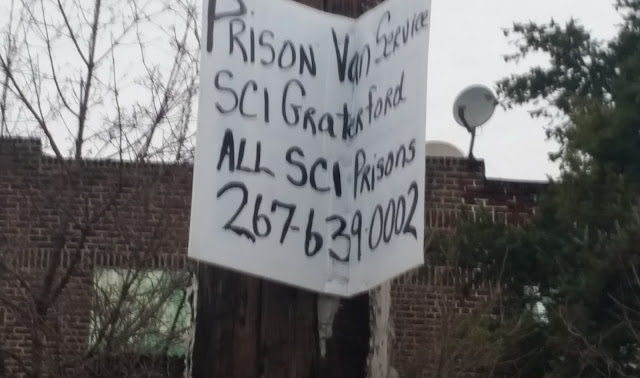 Prison Van Service
SCI Graterford
ALL SCI Prisons
267-639-0002